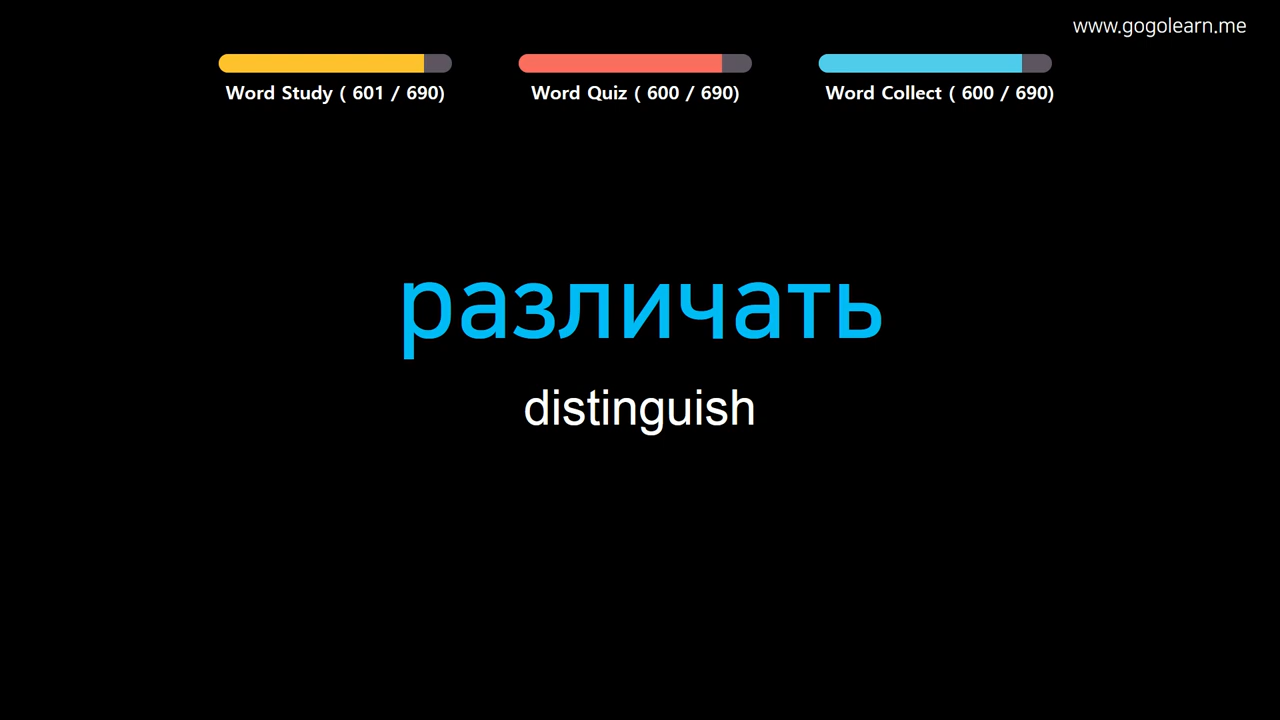 www.gogolearn.me
Word Study ( 601 / 690)
Word Quiz ( 600 / 690)
Word Collect ( 600 / 690)
различать
distinguish